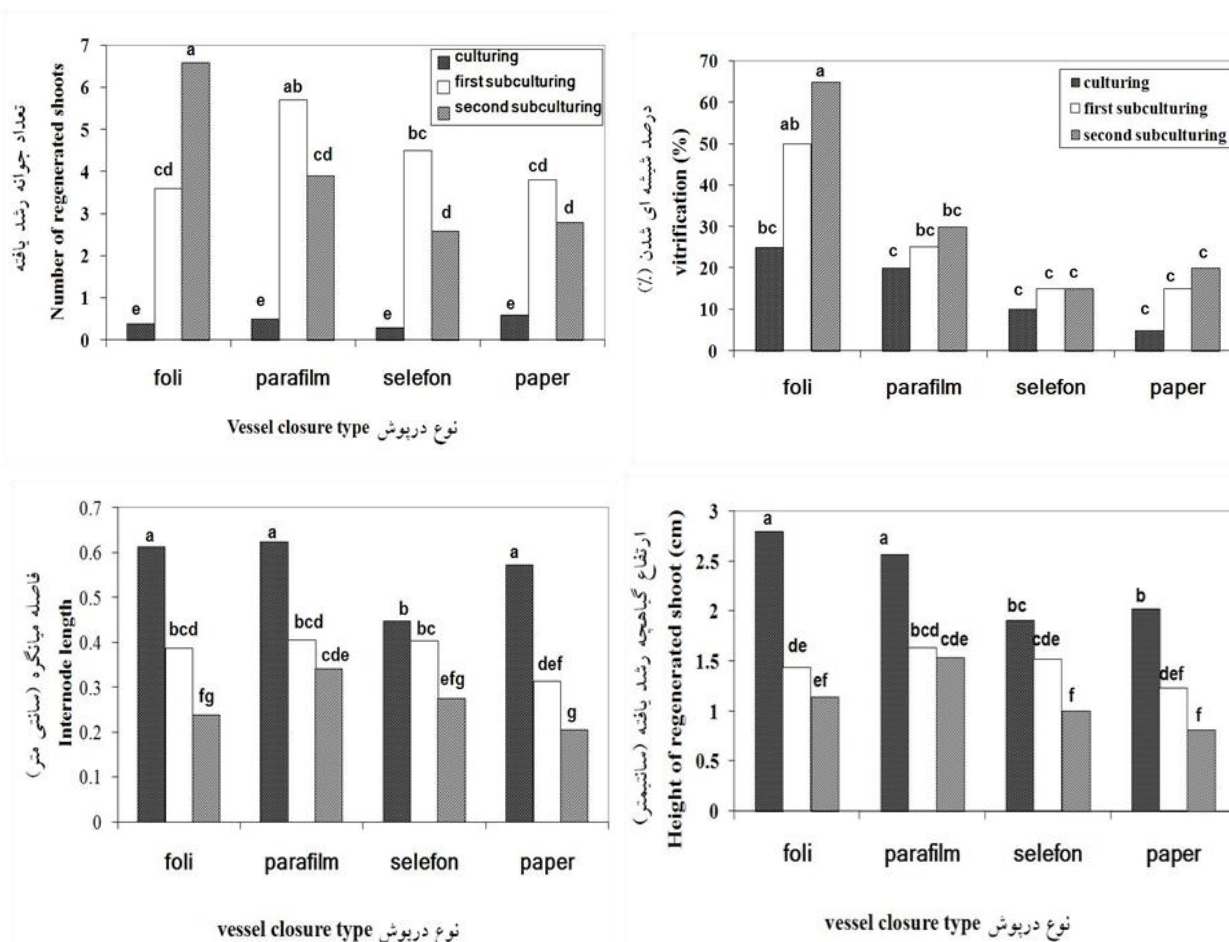 تعداد جوانه رشد یافته
Number of regenerated shoots
7
6
5
4
3
2
1
0
culturing
first subculturing
second subculturing
e
cd
a
e
ab
cd
e
bc
d
e
cd
d
foli
parafilm
selefon
paper
Vessel closure type نوع درپوش
درصد شیشه ای شدن (٪)
vitrification (%)
70
60
50
40
30
20
10
0
culturing
first subculturing
second subculturing
bc
ab
a
c
bc
bc
c
c
c
c
c
c
foli
parafilm
selefon
paper
فاصله میانگره (سانتی متر)
Internode length
0.7
0.6
0.5
0.4
0.3
0.2
0.1
0
a
bcd
fg
a
bcd
cde
b
bc
efg
a
def
g
foli
parafilm
selefon
paper
vessel closure type نوع درپوش
ارتفاع گیاهچه رشد یافته (سانتیمتر)
Height of regenerated shoot (cm)
3
2.5
2
1.5
1
0.5
0
a
de
ef
a
bcd
cde
bc
cde
f
b
def
f
foli
parafilm
selefon
paper
vessel closure type نوع درپوش